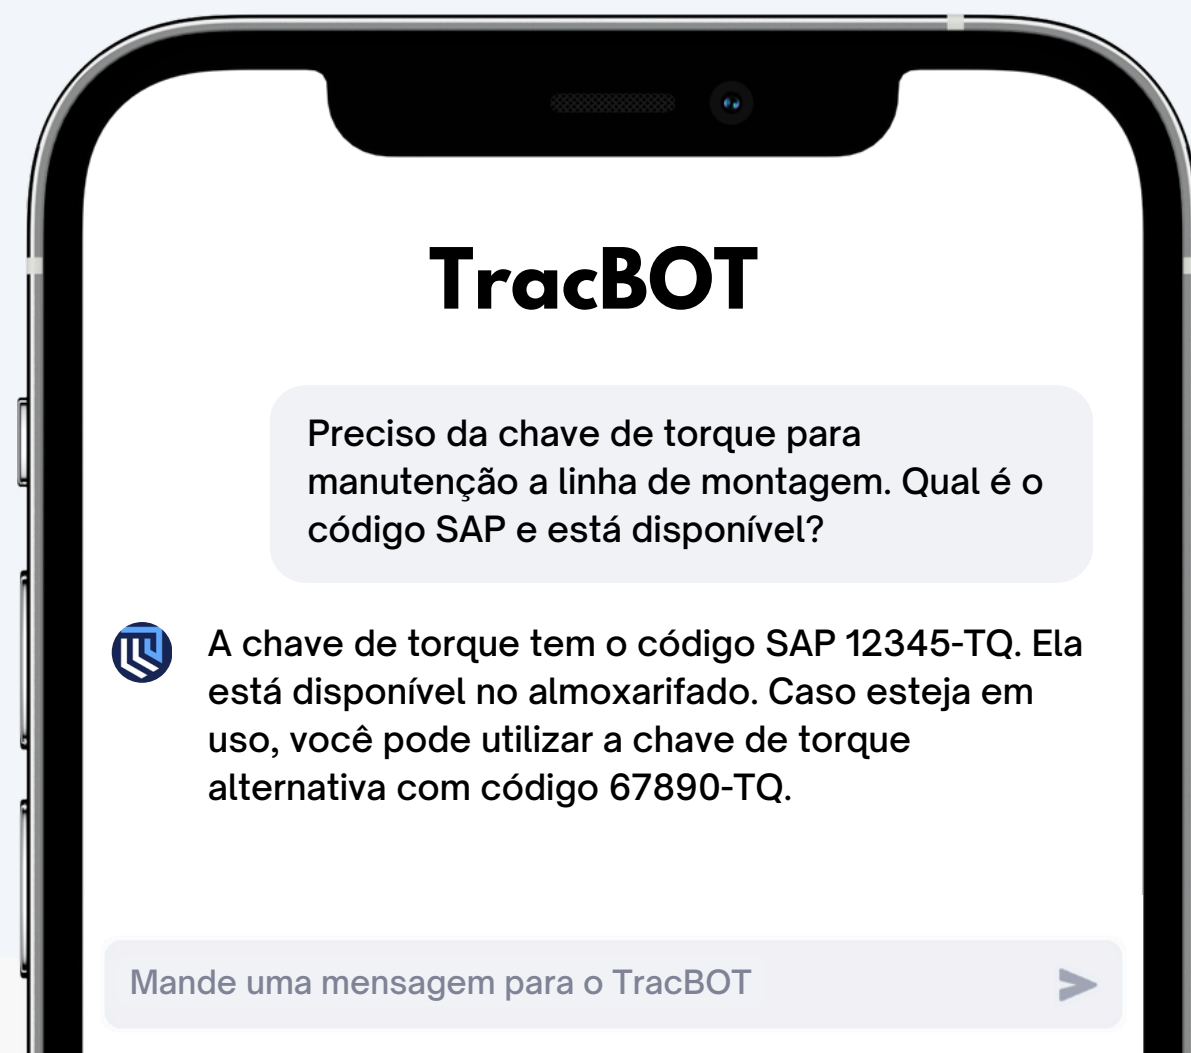 TracBOT
Preciso da chave de torque para
manutenção a linha de montagem. Qual é o
código SAP e está disponível?
A chave de torque tem o código SAP 12345-TQ. Ela
está disponível no almoxarifado. Caso esteja em
uso, você pode utilizar a chave de torque
alternativa com código 67890-TQ.
Mande uma mensagem para o TracBOT